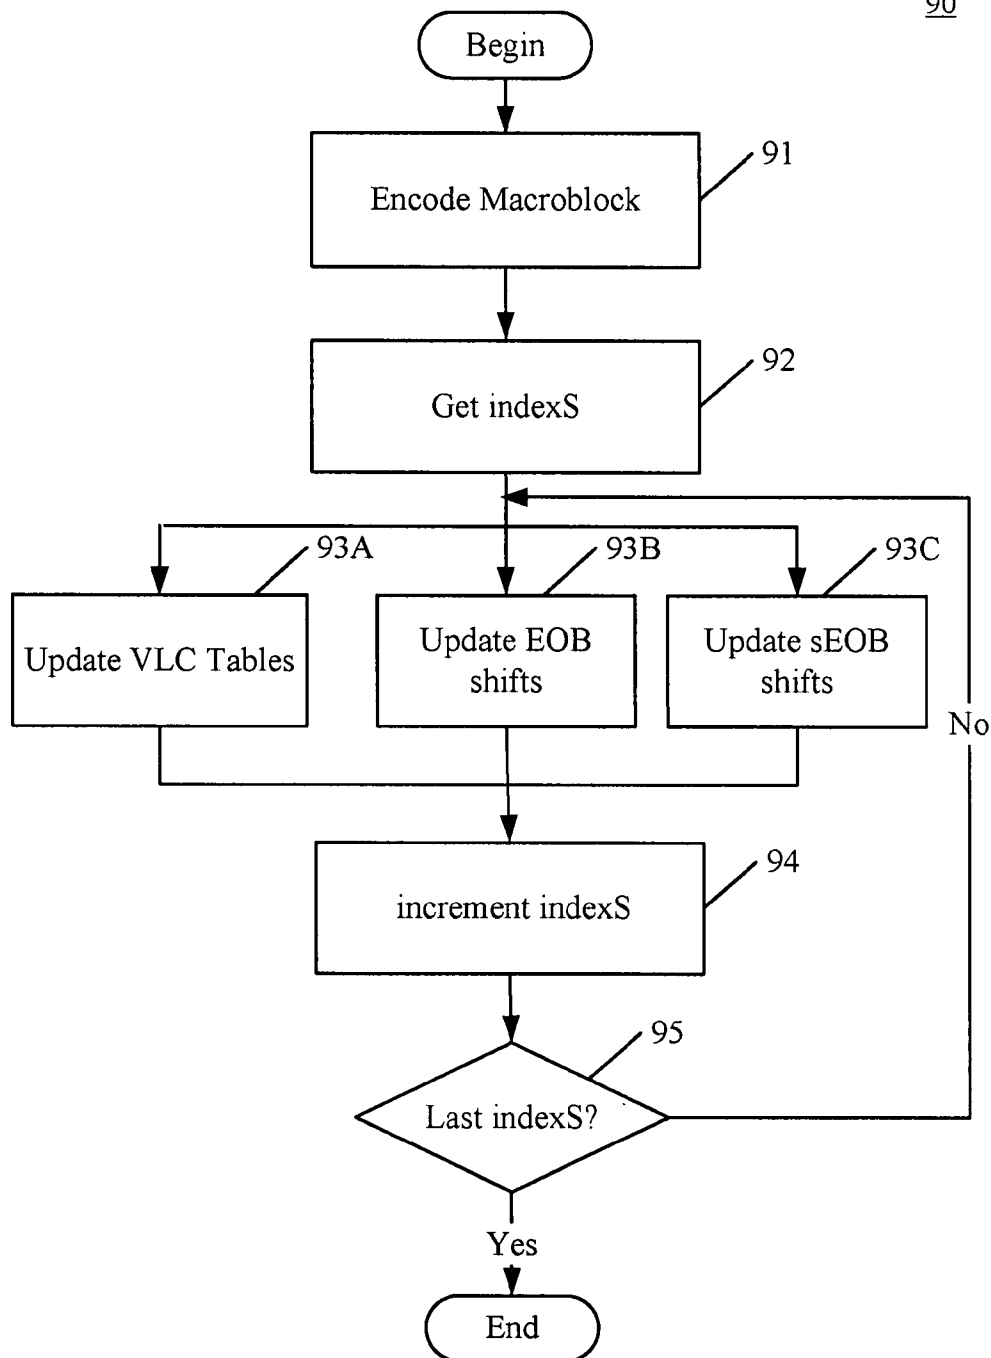 90
Begin
91
Encode Macroblock
92
Get indexS
93A
93B
93C
Update VLC Tables
Update EOB
shifts
Update sEOB
shifts
No
94
increment indexS
95
Last indexS?
Yes
End